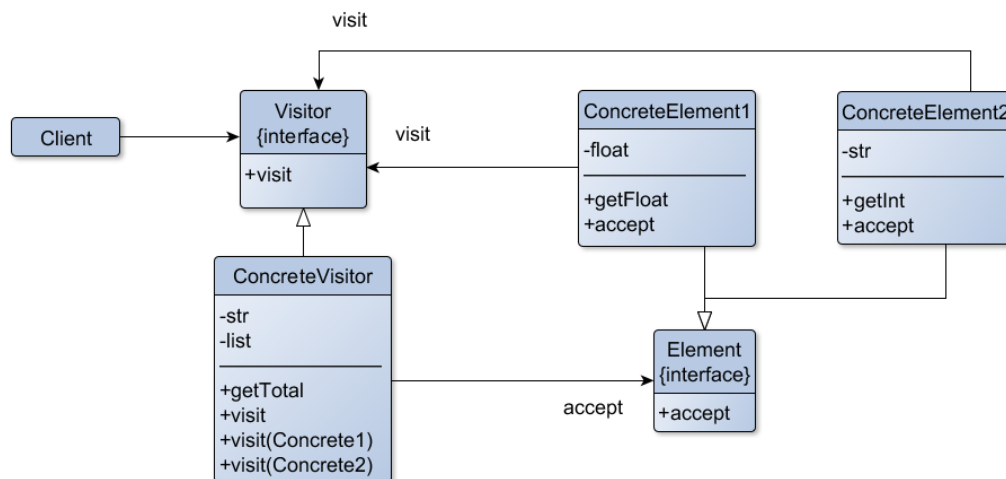 visit
Client
Visitor
{interface}
+visit
visit
ConcreteElement1
-float
+getFloat
+accept
ConcreteElement2
-str
+getInt
+accept
ConcreteVisitor
-str
-list
+getTotal
+visit
+visit(Concrete1)
+visit(Concrete2)
accept
Element
{interface}
+accept